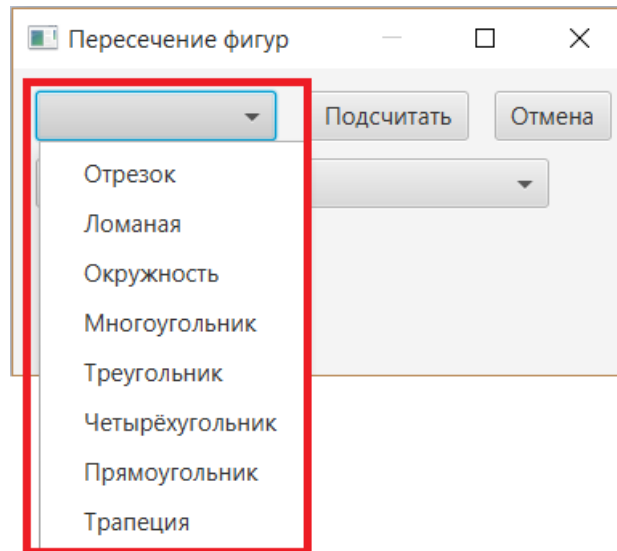 Пересечение фигур
Подсчитать Отмена
Отрезок
Ломаная
Окружность
Многоугольник
Треугольник
Четырёхугольник
Прямоугольник
Трапеция